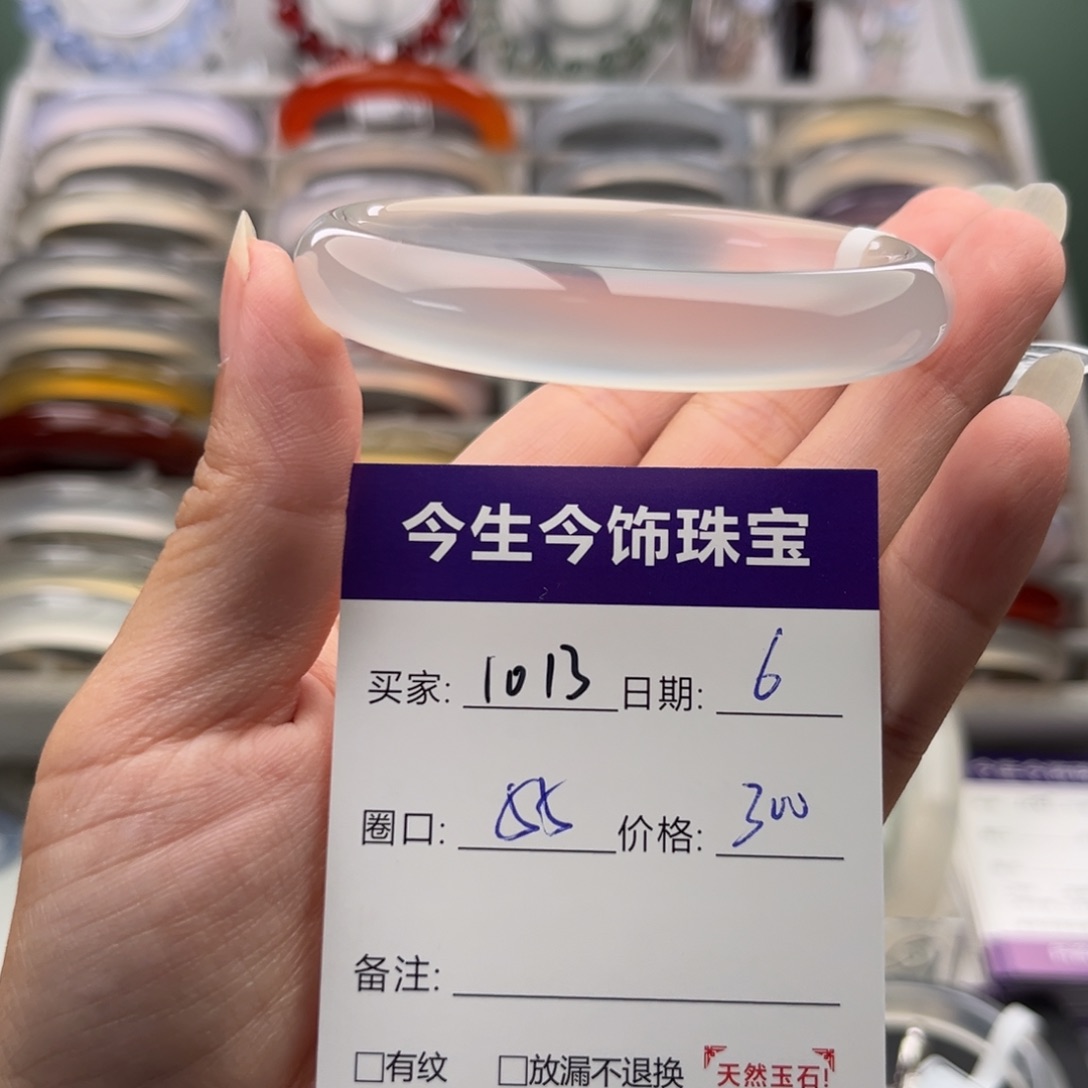 今生今饰珠宝
买家: 1013 日期: 6
圈口: 55 价格: 300
备注:
□有纹 □放漏不退换 天然玉石!